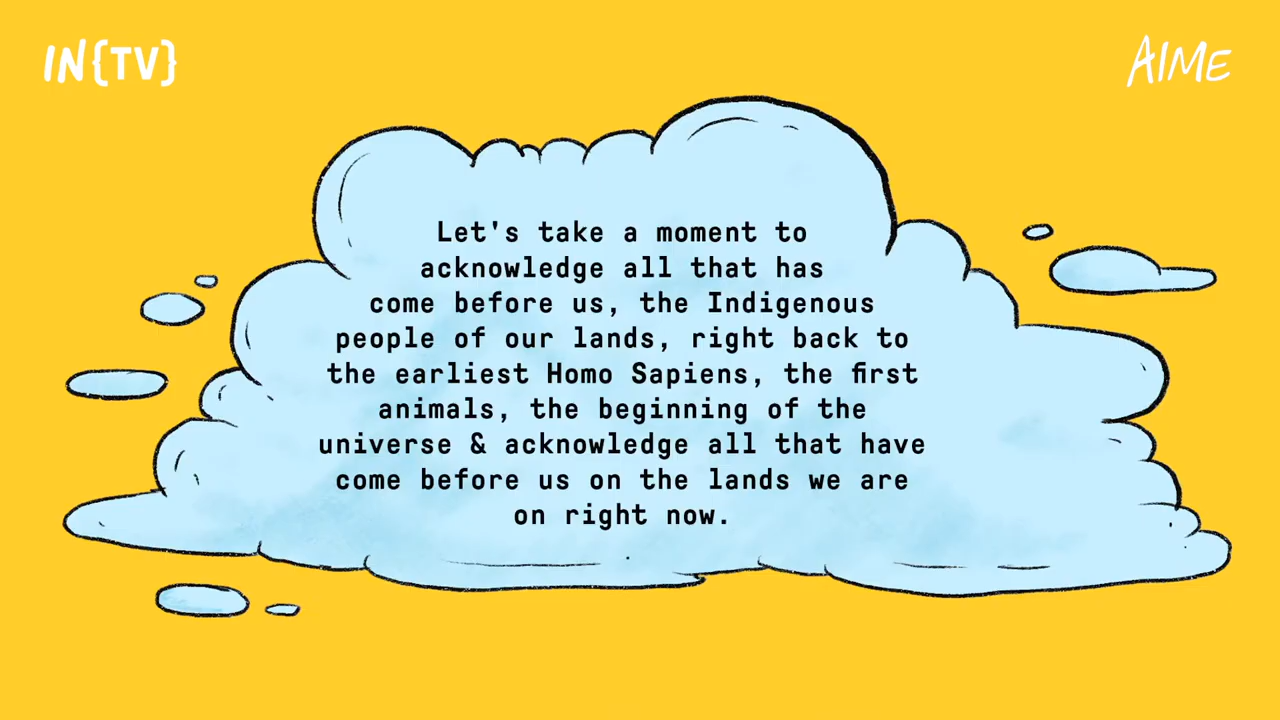 IN{TV}
AIME
Let's take a moment to
acknowledge all that has
come before us, the Indigenous
people of our lands, right back to
the earliest Homo Sapiens, the first
animals, the beginning of the
universe & acknowledge all that have
come before us on the lands we are
on right now.